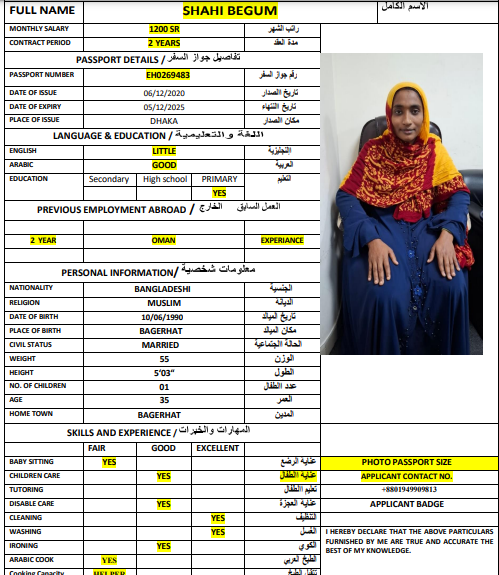 FULL NAME SHAHI BEGUM الاسم الكامل
MONTHLY SALARY 1200 SR راتب الشهر
CONTRACT PERIOD 2 YEARS مدة العقد
PASSPORT DETAILS / تفاصيل جواز السفر
PASSPORT NUMBER EH0269483 رقم جواز السفر
DATE OF ISSUE 06/12/2020 تاريخ الصدار
DATE OF EXPIRY 05/12/2025 تاريخ النتهاء
PLACE OF ISSUE DHAKA مكان الصدار
LANGUAGE & EDUCATION / اللغة والتعليمية
ENGLISH LITTLE النجليزية
ARABIC GOOD العربية
EDUCATION Secondary High school PRIMARY التعليم
YES
PREVIOUS EMPLOYMENT ABROAD / العمل السابق الخارج
2 YEAR OMAN EXPERIANCE
PERSONAL INFORMATION/ معلومات شخصية
NATIONALITY BANGLADESHI الجنسية
RELIGION MUSLIM الديانة
DATE OF BIRTH 10/06/1990 تاريخ الميلاد
PLACE OF BIRTH BAGERHAT مكان الميلاد
CIVIL STATUS MARRIED الحالة الجتماعية
WEIGHT 55 الوزن
HEIGHT 5'03" الطول
NO. OF CHILDREN 01 عدد الطفال
AGE 35 العمر
HOME TOWN BAGERHAT المدين
SKILLS AND EXPERIENCE / المهارات والخبرات
FAIR GOOD EXCELLENT
BABY SITTING YES عناية الرضع PHOTO PASSPORT SIZE
CHILDREN CARE YES عناية الطفال APPLICANT CONTACT NO.
TUTORING تعليم الطفال +8801949909813
DISABLE CARE YES عناية العجزة APPLICANT BADGE
CLEANING YES التنظيف
WASHING YES الغسل I HEREBY DECLARE THAT THE ABOVE PARTICULARS
IRONING YES الكوي FURNISHED BY ME ARE TRUE AND ACCURATE THE
ARABIC COOK YES الطبخ العربي BEST OF MY KNOWLEDGE.
Cooking Capacity HELPER